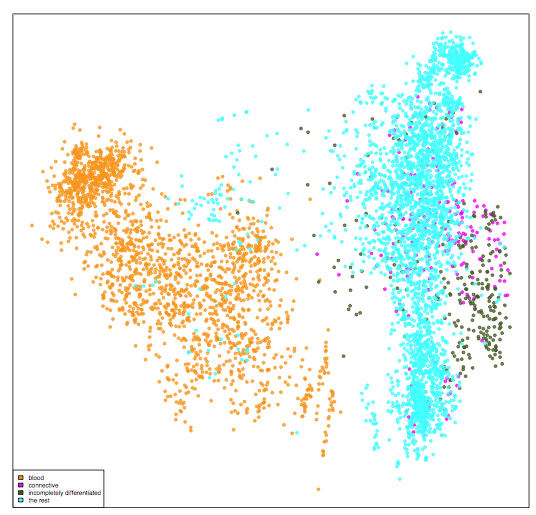 blood
connective
incompletely differentiated
the rest